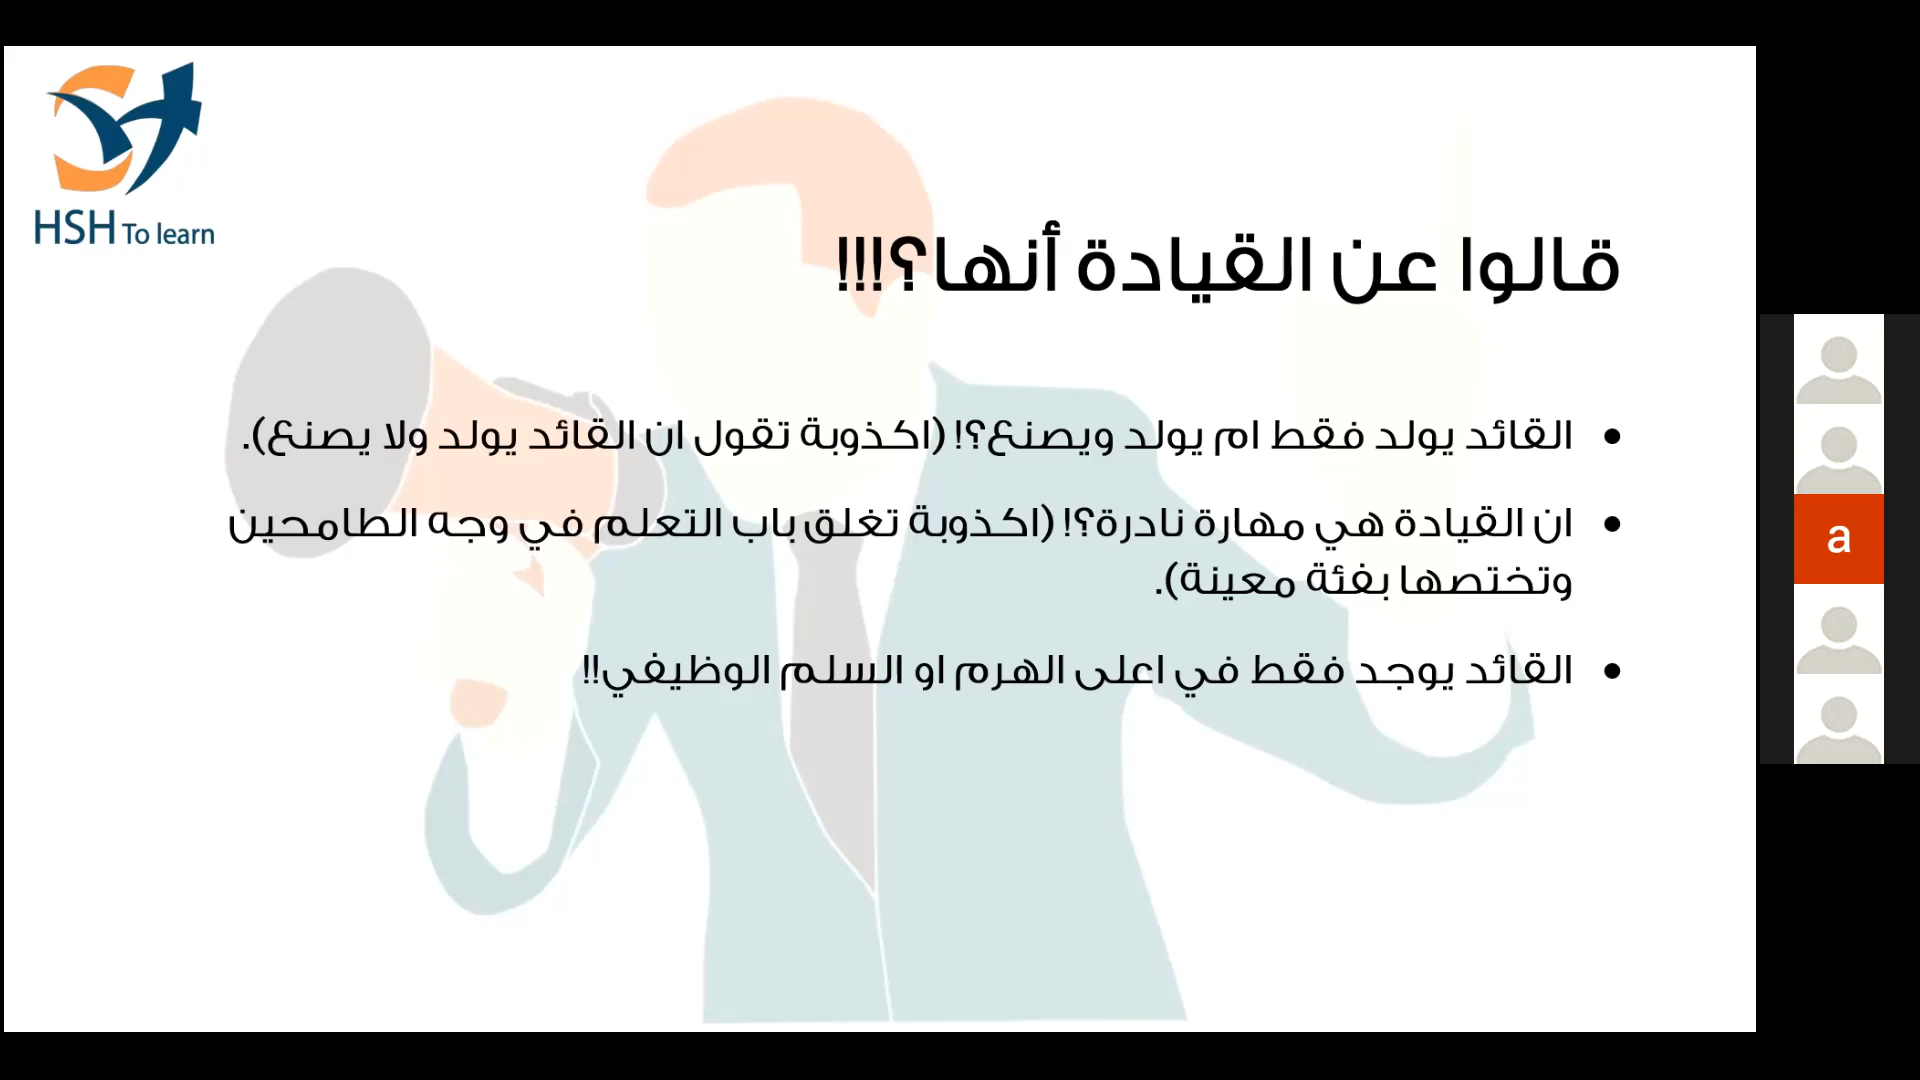 HSH To learn
قالوا عن القيادة أنها؟!!!
• القائد يولد فقط ام يولد ويصنع؟! (اكذوبة تقول ان القائد يولد ولا يصنع).
• ان القيادة هي مهارة نادرة؟! (اكذوبة تغلق باب التعلم في وجه الطامحين
وتختصها بفئة معينة).
• القائد يوجد فقط في اعلى الهرم او السلم الوظيفي!!
a